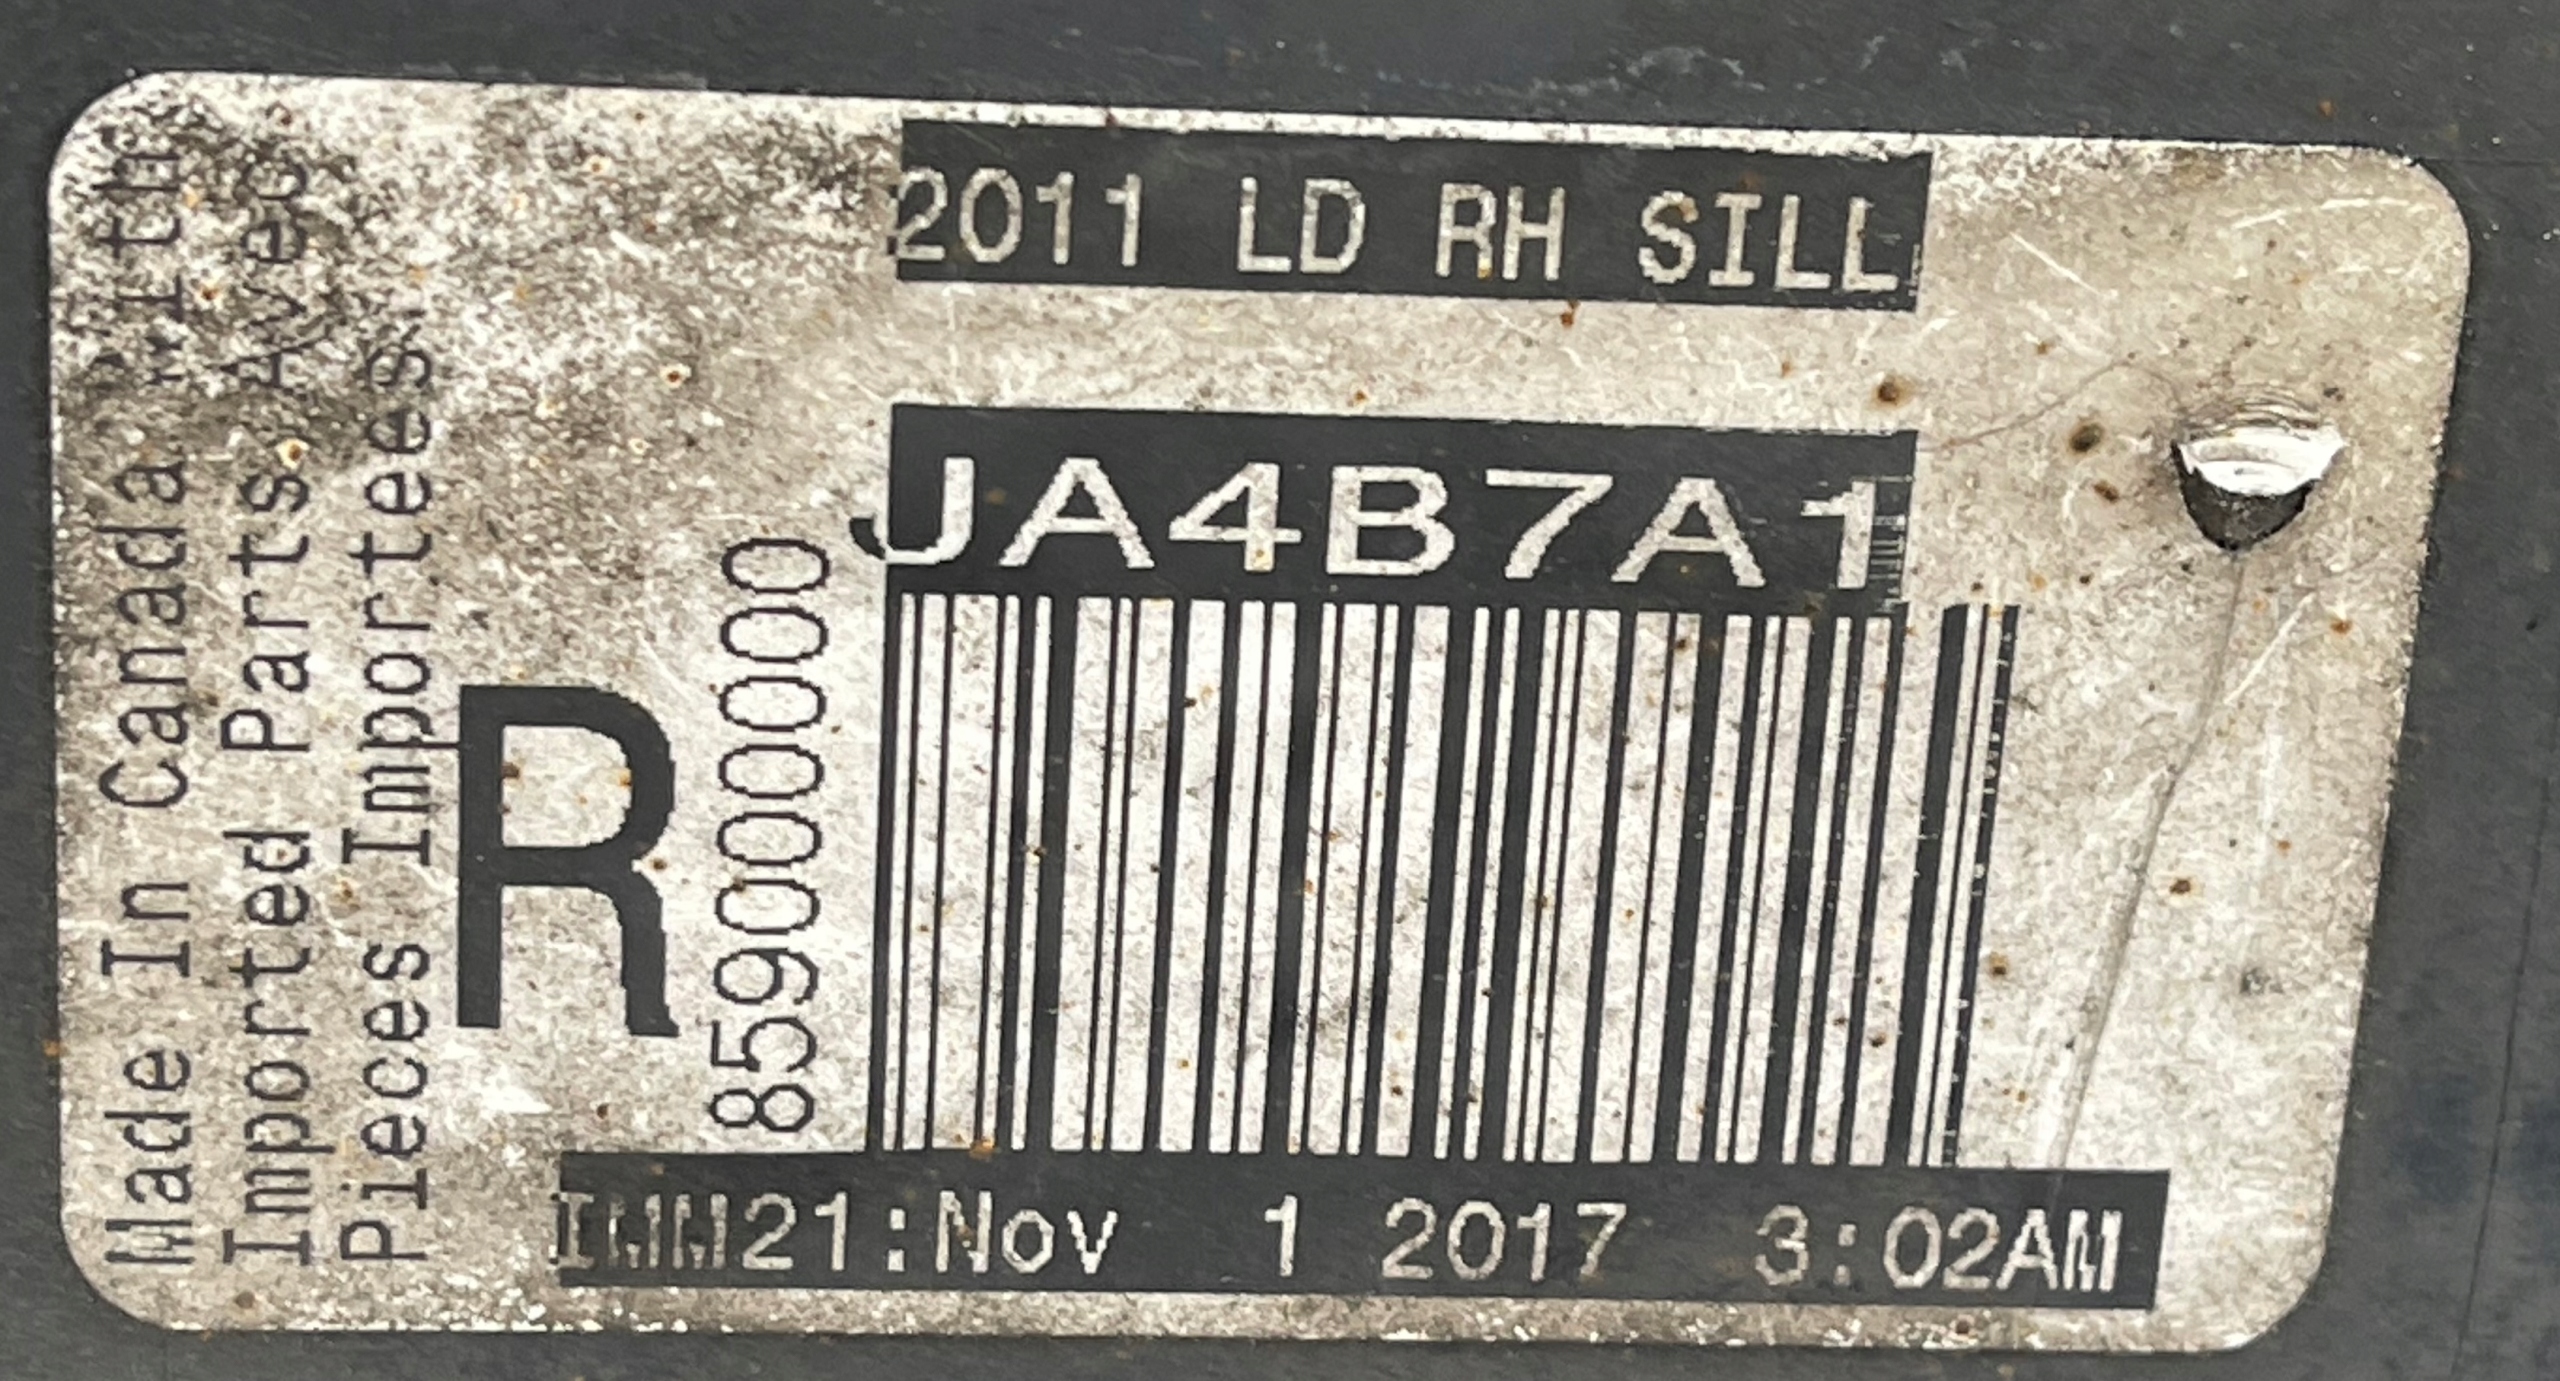 2011 LD RH SILL
JA4B7A1
Made In Canada With
Imported Parts Avec
Pieces Importees
R
859000000
IMM21:Nov 1 2017 3:02AM